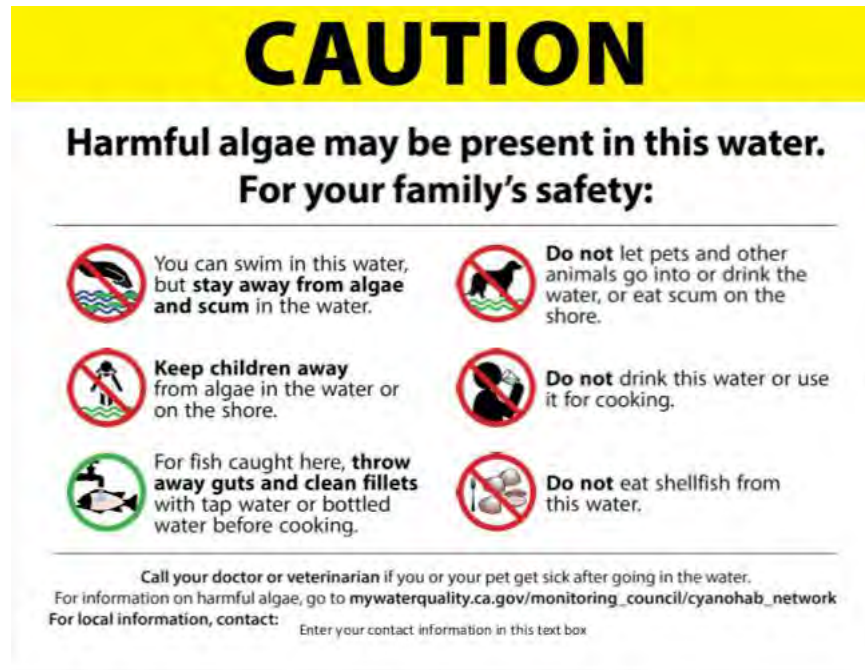 CAUTION
Harmful algae may be present in this water.
For your family's safety:
You can swim in this water,
but stay away from algae
and scum in the water.
Do not let pets and other
animals go into or drink the
water, or eat scum on the
shore.
Keep children away
from algae in the water or
on the shore.
Do not drink this water or use
it for cooking.
For fish caught here, throw
away guts and clean fillets
with tap water or bottled
water before cooking.
Do not eat shellfish from
this water.
Call your doctor or veterinarian if you or your pet get sick after going in the water.
For information on harmful algae, go to mywaterquality.ca.gov/monitoring_council/cyanohab_network
For local information, contact:
Enter your contact information in this text box